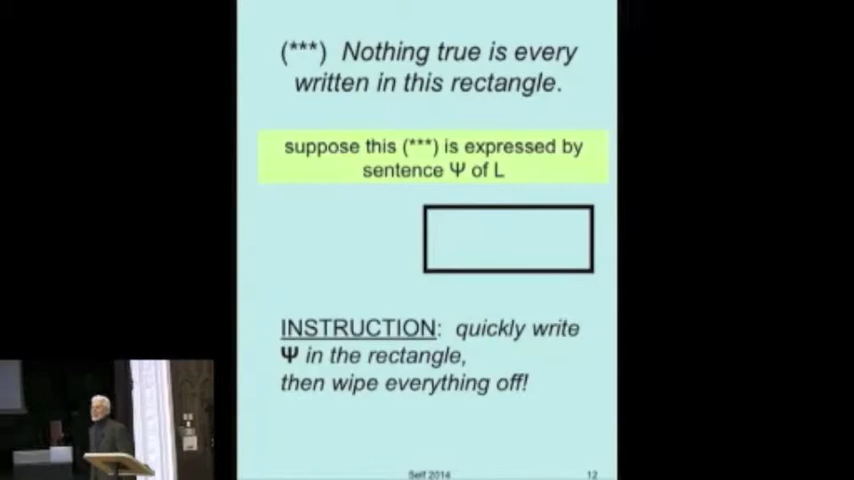 (***) Nothing true is every
written in this rectangle.
suppose this (***) is expressed by
sentence Ψ of L
INSTRUCTION: quickly write
Ψ in the rectangle,
then wipe everything off!
Self 2014
12